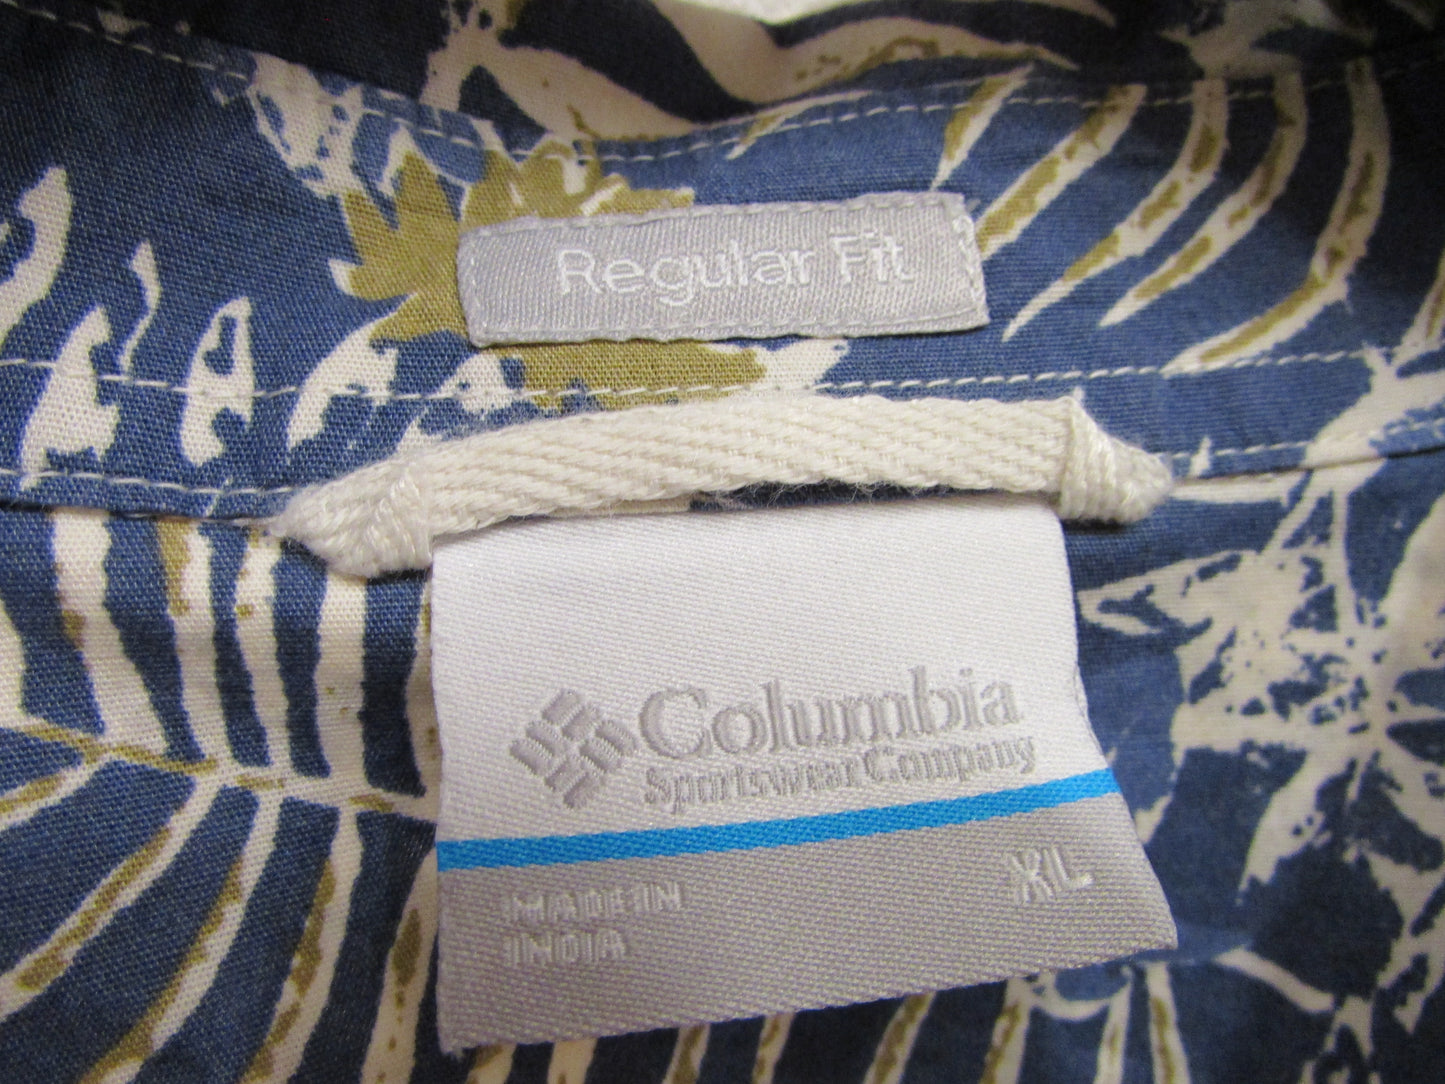 Regular Fit
Columbia
Sportswear Company
XL
MADE IN
INDIA